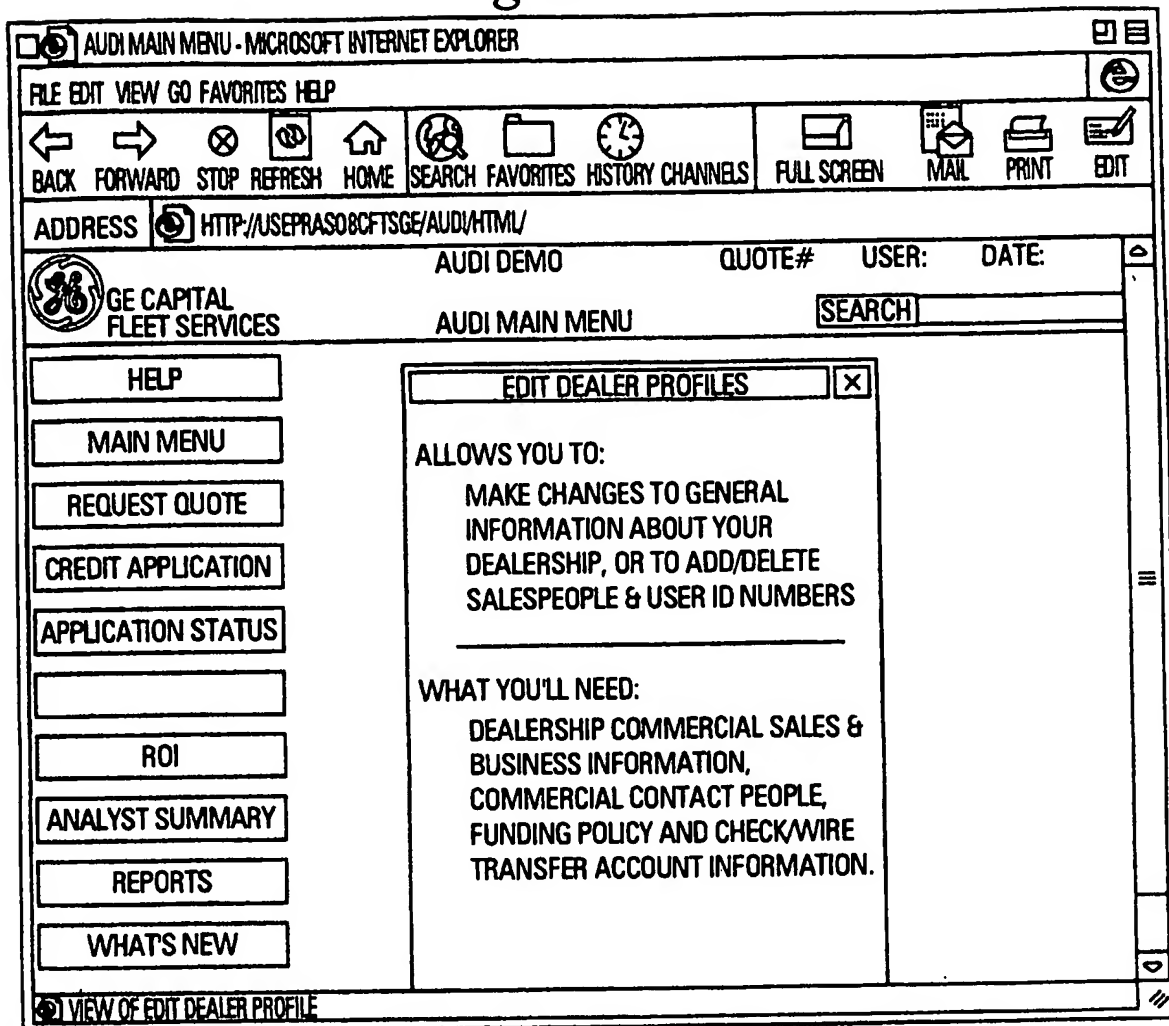 AUDI MAIN MENU - MICROSOFT INTERNET EXPLORER
FILE EDIT VIEW GO FAVORITES HELP
BACK FORWARD STOP REFRESH HOME SEARCH FAVORITES HISTORY CHANNELS FULL SCREEN MAIL PRINT EDIT
ADDRESS HTTP://USEPRAS08CFTSGE/AUDI/HTML/
AUDI DEMO QUOTE# USER: DATE:
GE CAPITAL
FLEET SERVICES
AUDI MAIN MENU SEARCH
HELP
MAIN MENU
REQUEST QUOTE
CREDIT APPLICATION
APPLICATION STATUS
ROI
ANALYST SUMMARY
REPORTS
WHAT'S NEW
EDIT DEALER PROFILES X
ALLOWS YOU TO:
MAKE CHANGES TO GENERAL
INFORMATION ABOUT YOUR
DEALERSHIP, OR TO ADD/DELETE
SALESPEOPLE & USER ID NUMBERS
WHAT YOU'LL NEED:
DEALERSHIP COMMERCIAL SALES &
BUSINESS INFORMATION,
COMMERCIAL CONTACT PEOPLE,
FUNDING POLICY AND CHECK/WIRE
TRANSFER ACCOUNT INFORMATION.
VIEW OF EDIT DEALER PROFILE